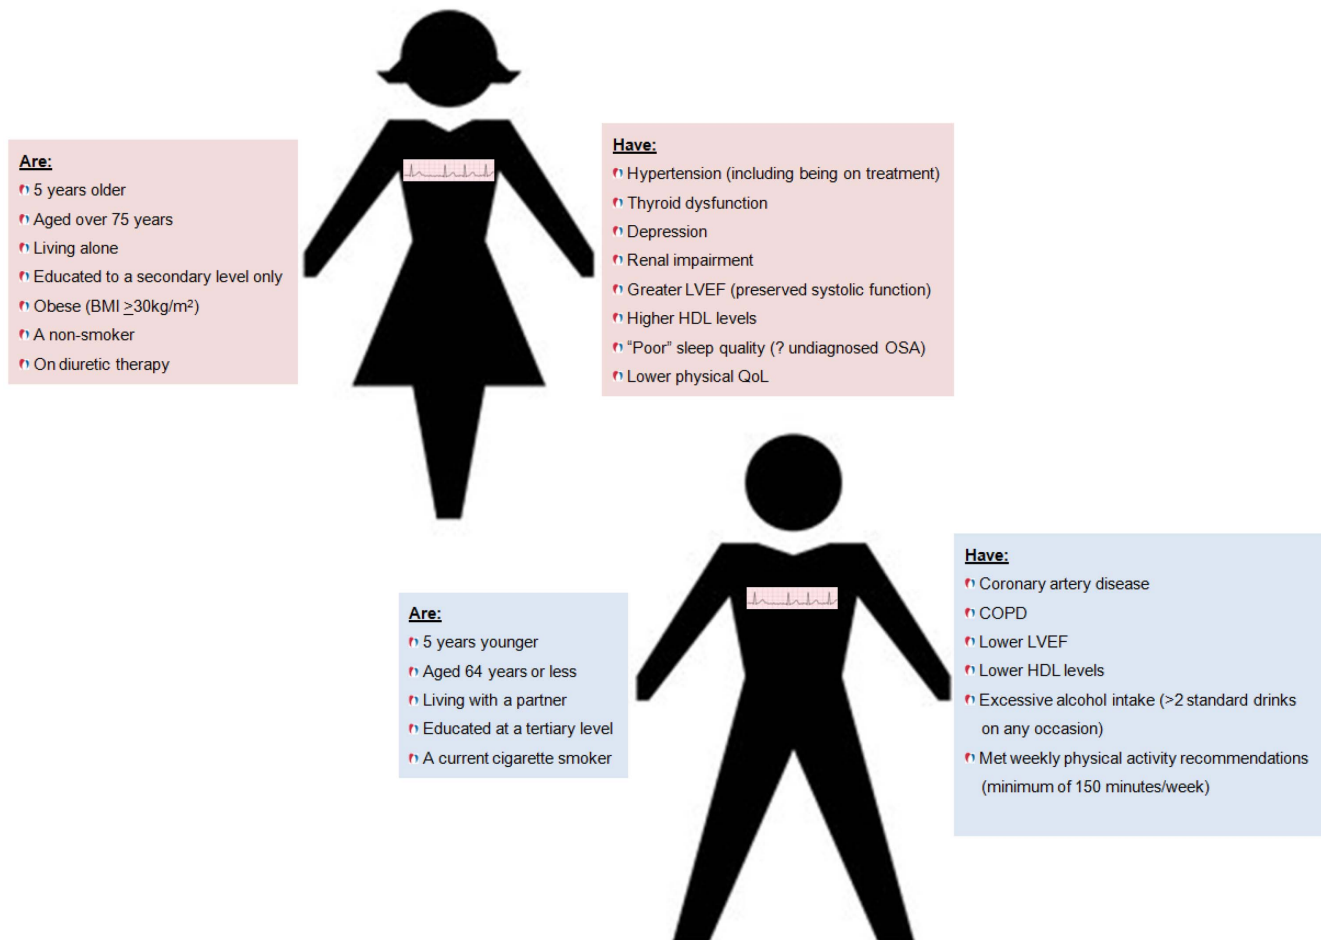 Are:
5 years older
Aged over 75 years
Living alone
Educated to a secondary level only
Obese (BMI ≥30kg/m²)
A non-smoker
On diuretic therapy
Have:
Hypertension (including being on treatment)
Thyroid dysfunction
Depression
Renal impairment
Greater LVEF (preserved systolic function)
Higher HDL levels
“Poor” sleep quality (? undiagnosed OSA)
Lower physical QoL
Are:
5 years younger
Aged 64 years or less
Living with a partner
Educated at a tertiary level
A current cigarette smoker
Have:
Coronary artery disease
COPD
Lower LVEF
Lower HDL levels
Excessive alcohol intake (>2 standard drinks
on any occasion)
Met weekly physical activity recommendations
(minimum of 150 minutes/week)